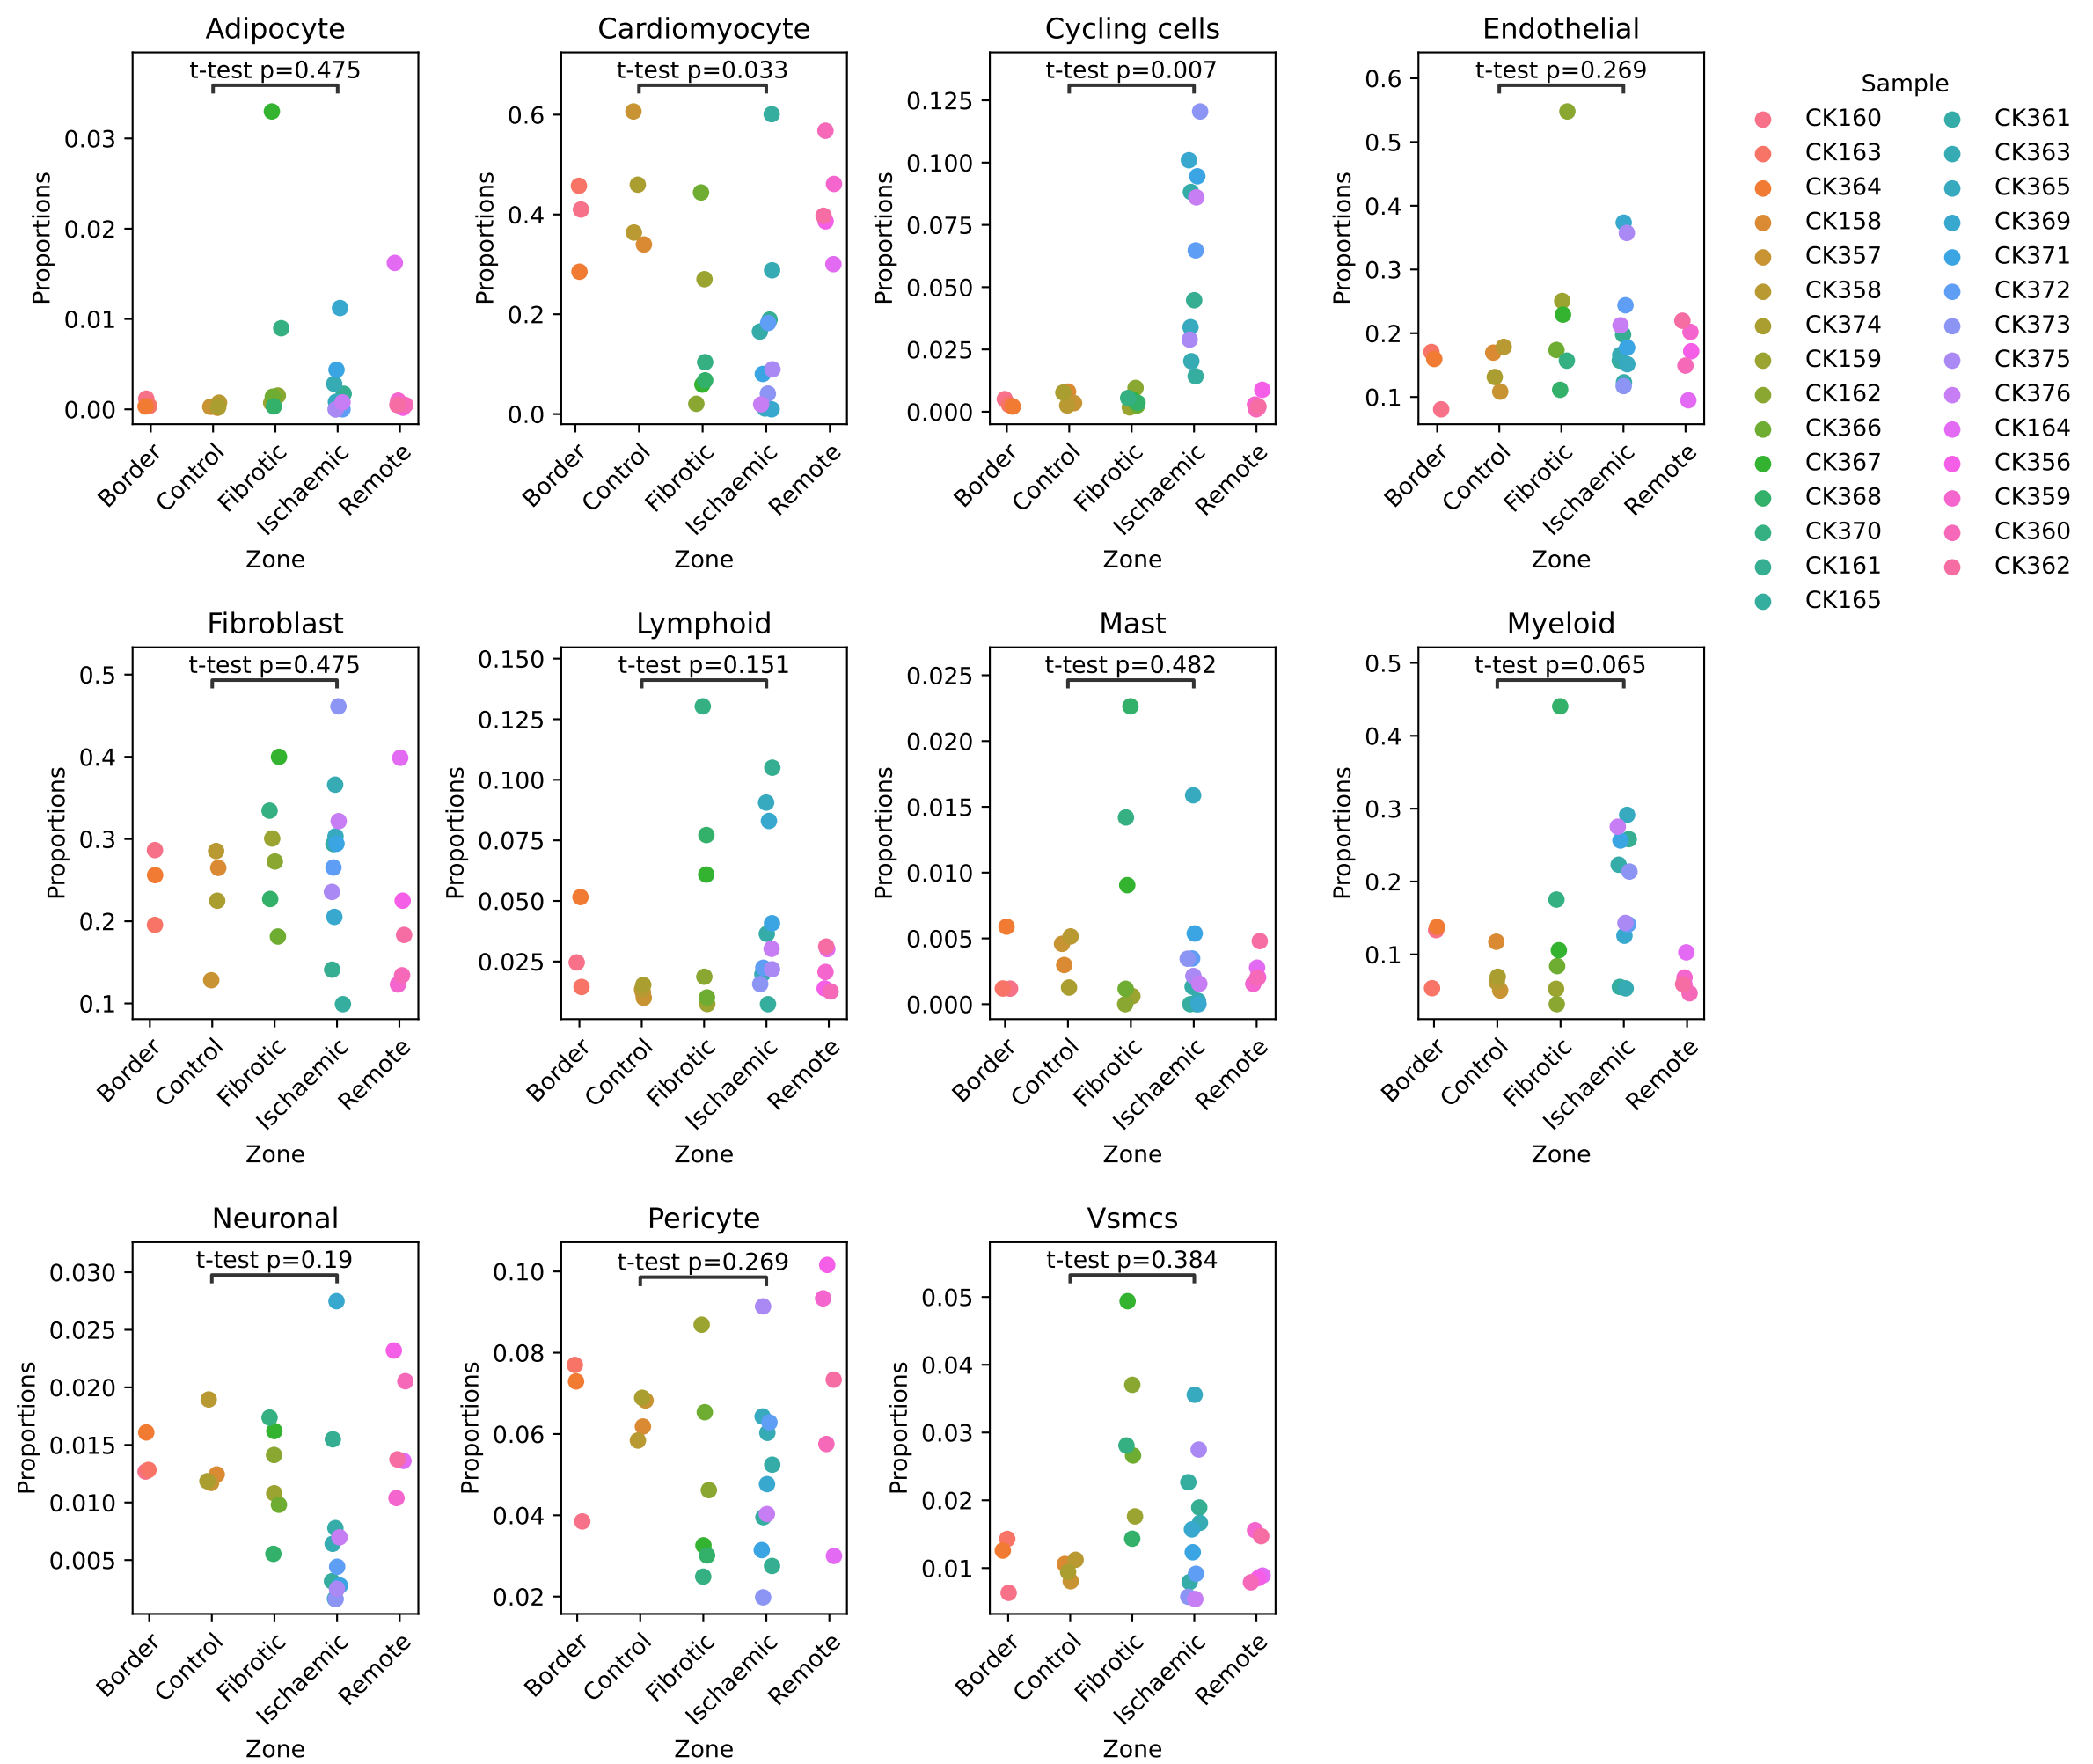 Adipocyte
t-test p=0.475
Proportions
0.03
0.02
0.01
0.00
Border
Control
Fibrotic
Ischaemic
Remote
Zone
Cardiomyocyte
t-test p=0.033
Proportions
0.6
0.4
0.2
0.0
Border
Control
Fibrotic
Ischaemic
Remote
Zone
Cycling cells
t-test p=0.007
Proportions
0.125
0.100
0.075
0.050
0.025
0.000
Border
Control
Fibrotic
Ischaemic
Remote
Zone
Endothelial
t-test p=0.269
Proportions
0.6
0.5
0.4
0.3
0.2
0.1
Border
Control
Fibrotic
Ischaemic
Remote
Zone
Sample
CK160
CK163
CK364
CK158
CK357
CK358
CK374
CK159
CK162
CK366
CK367
CK368
CK370
CK161
CK165
CK361
CK363
CK365
CK369
CK371
CK372
CK373
CK375
CK376
CK164
CK356
CK359
CK360
CK362
Fibroblast
t-test p=0.475
Proportions
0.5
0.4
0.3
0.2
0.1
Border
Control
Fibrotic
Ischaemic
Remote
Zone
Lymphoid
t-test p=0.151
Proportions
0.150
0.125
0.100
0.075
0.050
0.025
Border
Control
Fibrotic
Ischaemic
Remote
Zone
Mast
t-test p=0.482
Proportions
0.025
0.020
0.015
0.010
0.005
0.000
Border
Control
Fibrotic
Ischaemic
Remote
Zone
Myeloid
t-test p=0.065
Proportions
0.5
0.4
0.3
0.2
0.1
Border
Control
Fibrotic
Ischaemic
Remote
Zone
Neuronal
t-test p=0.19
Proportions
0.030
0.025
0.020
0.015
0.010
0.005
Border
Control
Fibrotic
Ischaemic
Remote
Zone
Pericyte
t-test p=0.269
Proportions
0.10
0.08
0.06
0.04
0.02
Border
Control
Fibrotic
Ischaemic
Remote
Zone
Vsmcs
t-test p=0.384
Proportions
0.05
0.04
0.03
0.02
0.01
Border
Control
Fibrotic
Ischaemic
Remote
Zone